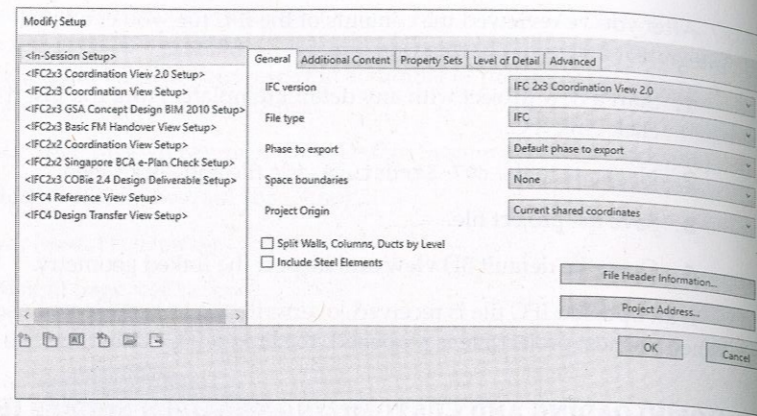 Modify Setup
<In-Session Setup>
<IFC2x3 Coordination View 2.0 Setup>
<IFC2x3 Coordination View Setup>
<IFC2x3 GSA Concept Design BIM 2010 Setup>
<IFC2x3 Basic FM Handover View Setup>
<IFC2x2 Coordination View Setup>
<IFC2x2 Singapore BCA e-Plan Check Setup>
<IFC2x3 COBie 2.4 Design Deliverable Setup>
<IFC4 Reference View Setup>
<IFC4 Design Transfer View Setup>
General Additional Content Property Sets Level of Detail Advanced
IFC version IFC 2x3 Coordination View 2.0
File type IFC
Phase to export Default phase to export
Space boundaries None
Project Origin Current shared coordinates
Split Walls, Columns, Ducts by Level
Include Steel Elements
File Header Information...
Project Address...
OK Cancel